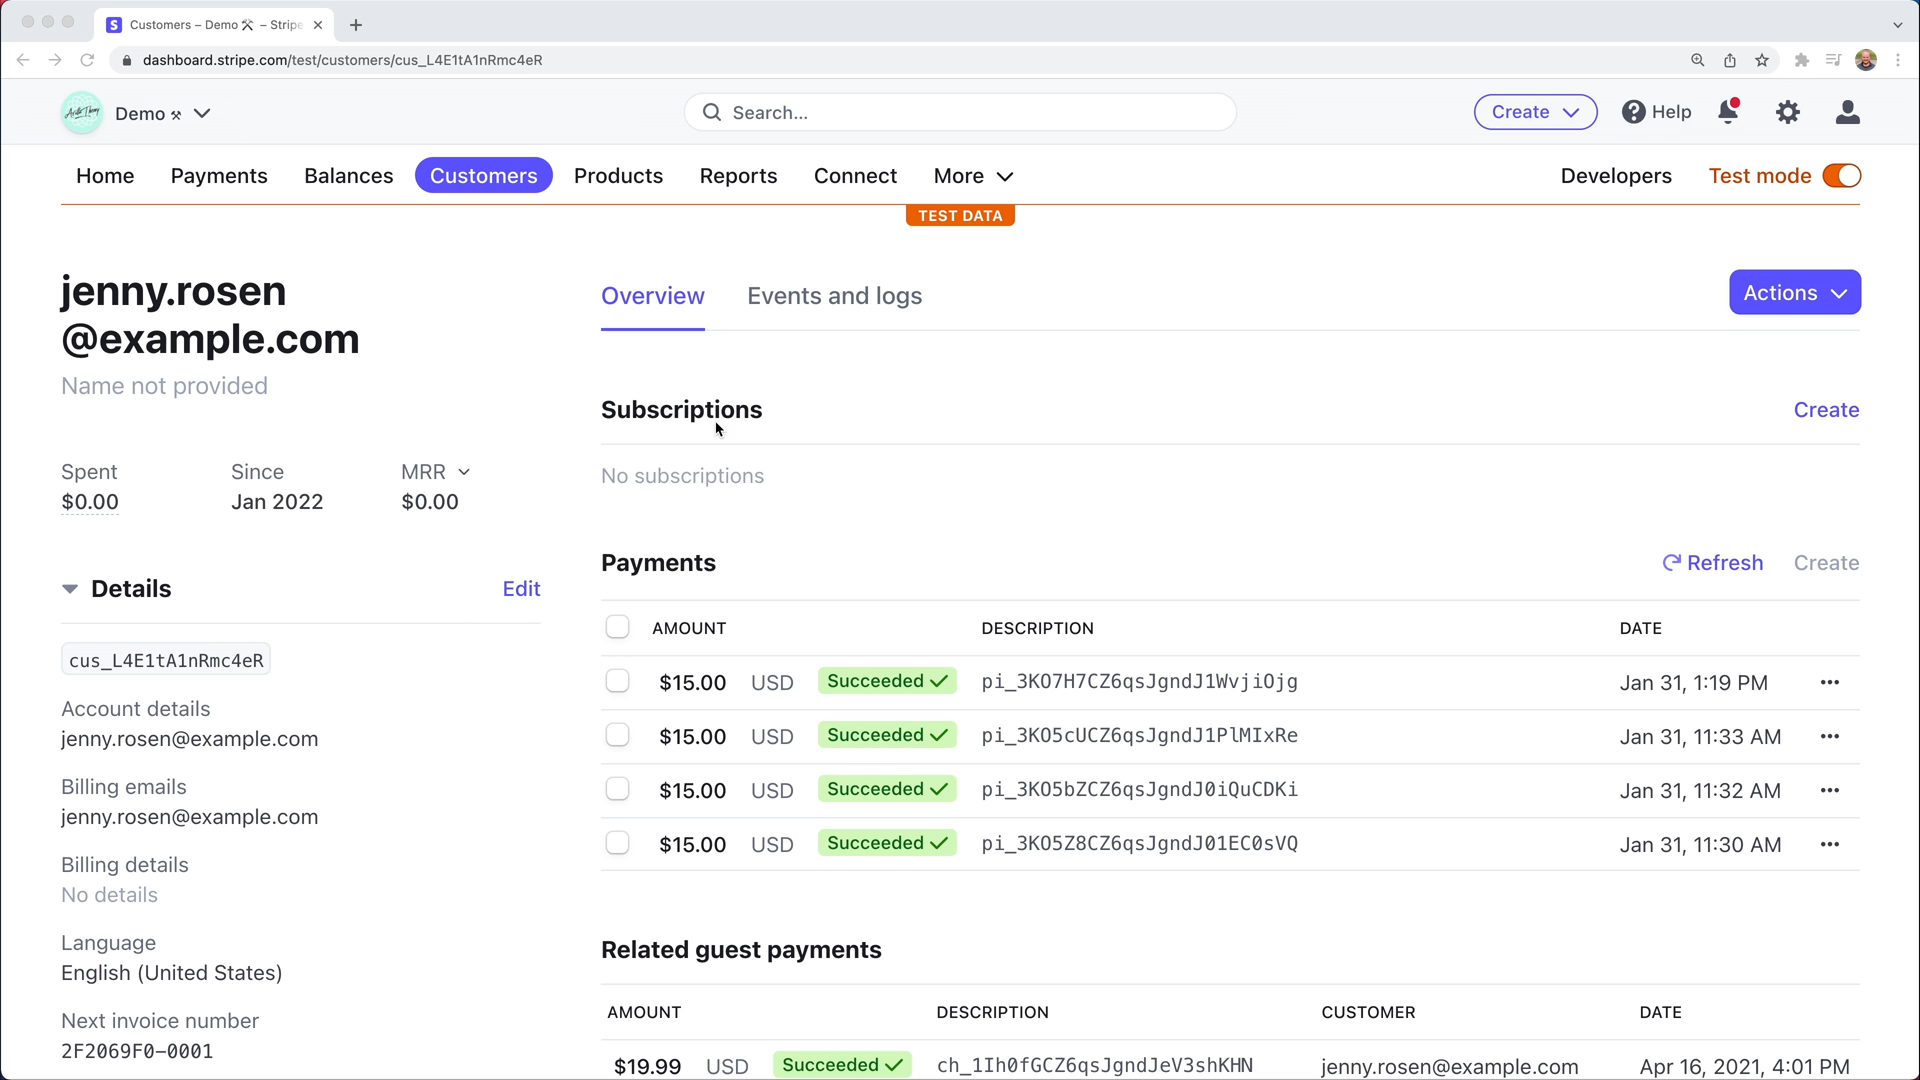 Customers – Demo ⚒ – Stripe
dashboard.stripe.com/test/customers/cus_L4E1tA1nRmc4eR
Demo ⚒
Search...
Create
Help
Home
Payments
Balances
Customers
Products
Reports
Connect
More
Developers
Test mode
TEST DATA
jenny.rosen
@example.com
Name not provided
Spent
Since
MRR
$0.00
Jan 2022
$0.00
Details
Edit
cus_L4E1tA1nRmc4eR
Account details
jenny.rosen@example.com
Billing emails
jenny.rosen@example.com
Billing details
No details
Language
English (United States)
Next invoice number
2F2069F0-0001
Overview
Events and logs
Actions
Subscriptions
Create
No subscriptions
Payments
Refresh
Create
AMOUNT DESCRIPTION DATE
$15.00 USD Succeeded ✓ pi_3KO7H7CZ6qsJgndJ1WvjiOjg Jan 31, 1:19 PM
$15.00 USD Succeeded ✓ pi_3KO5cUCZ6qsJgndJ1PlMIxRe Jan 31, 11:33 AM
$15.00 USD Succeeded ✓ pi_3KO5bZCZ6qsJgndJ0iQuCDKi Jan 31, 11:32 AM
$15.00 USD Succeeded ✓ pi_3KO5Z8CZ6qsJgndJ01EC0sVQ Jan 31, 11:30 AM
Related guest payments
AMOUNT DESCRIPTION CUSTOMER DATE
$19.99 USD Succeeded ✓ ch_1Ih0fGCZ6qsJgndJeV3shKHN jenny.rosen@example.com Apr 16, 2021, 4:01 PM